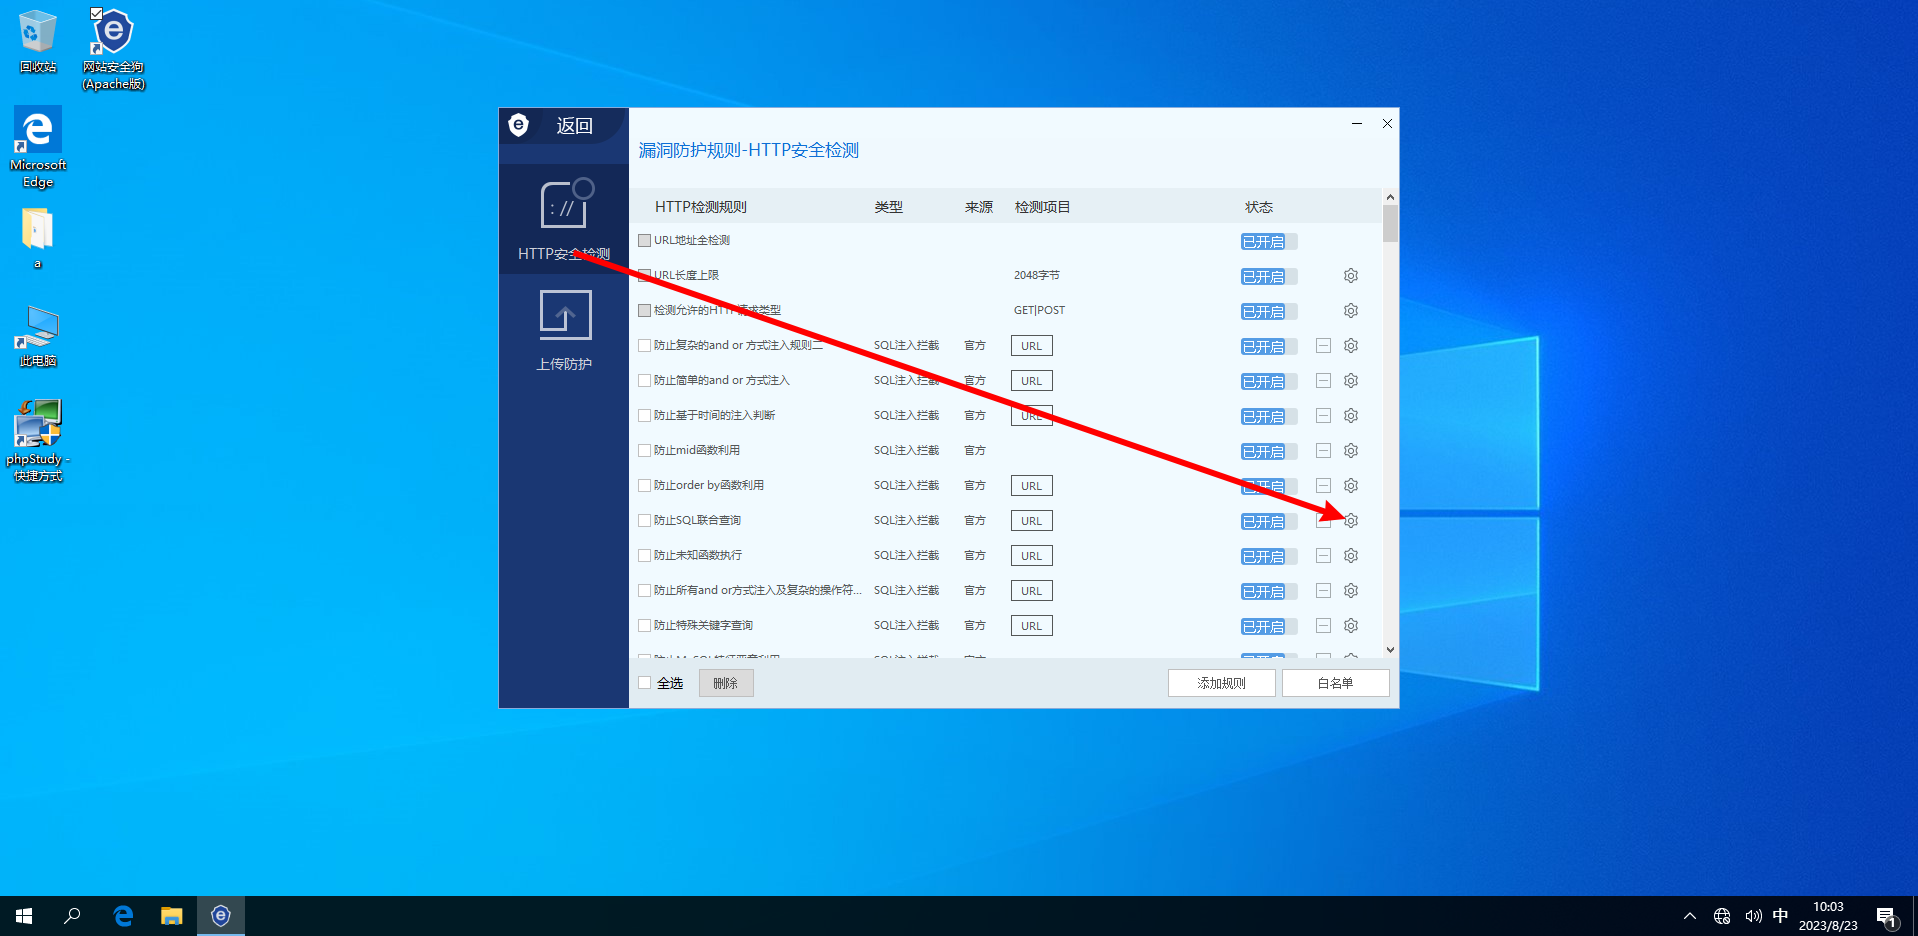 回收站
网站安全狗
(Apache版)
Microsoft
Edge
a
此电脑
phpStudy -
快捷方式
返回
漏洞防护规则-HTTP安全检测
HTTP安全检测
上传防护
HTTP检测规则 类型 来源 检测项目 状态
URL地址全检测 已开启
URL长度上限 2048字节 已开启
检测允许的HTTP请求类型 GET|POST 已开启
防止复杂的and or 方式注入规则二 SQL注入拦截 官方 URL 已开启
防止简单的and or 方式注入 SQL注入拦截 官方 URL 已开启
防止基于时间的注入判断 SQL注入拦截 官方 URL 已开启
防止mid函数利用 SQL注入拦截 官方 已开启
防止order by函数利用 SQL注入拦截 官方 URL 已开启
防止SQL联合查询 SQL注入拦截 官方 URL 已开启
防止未知函数执行 SQL注入拦截 官方 URL 已开启
防止所有and or方式注入及复杂的操作符... SQL注入拦截 官方 URL 已开启
防止特殊关键字查询 SQL注入拦截 官方 URL 已开启
全选 删除 添加规则 白名单
中
10:03
2023/8/23
1